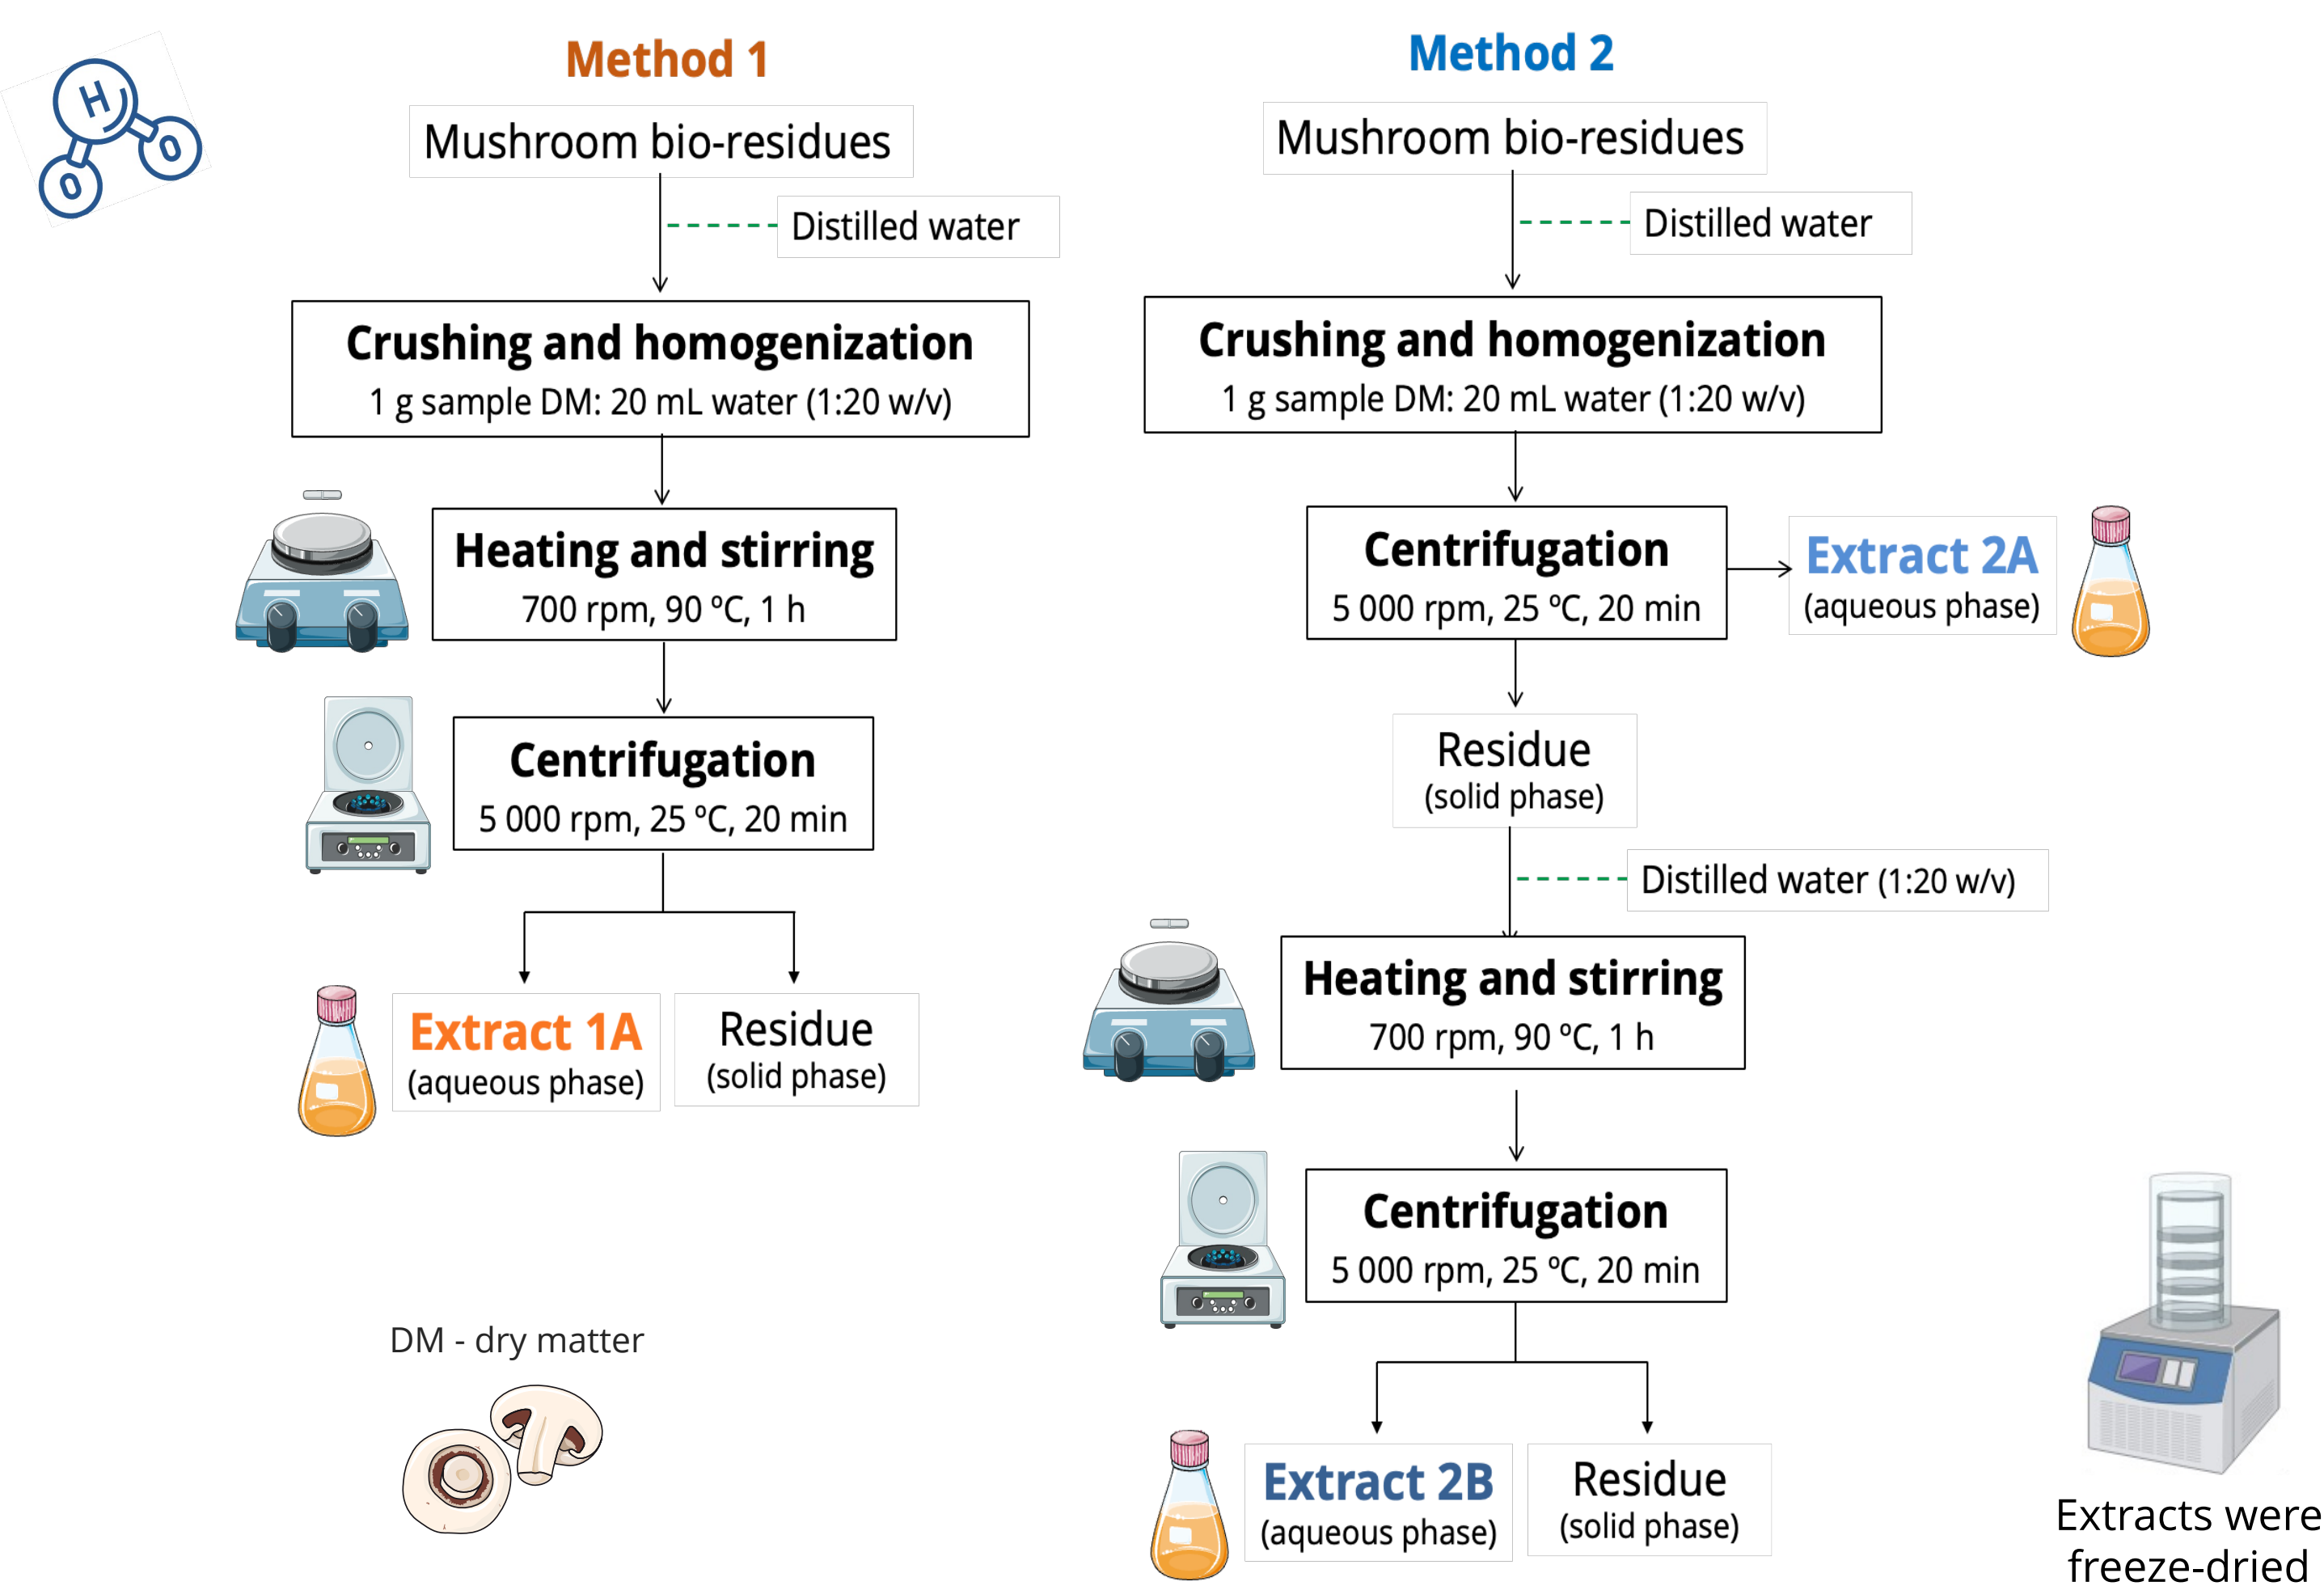 H
O
O
Method 1
Mushroom bio-residues
Distilled water
Crushing and homogenization
1 g sample DM: 20 mL water (1:20 w/v)
Heating and stirring
700 rpm, 90 ºC, 1 h
Centrifugation
5 000 rpm, 25 ºC, 20 min
Extract 1A
(aqueous phase)
Residue
(solid phase)
DM - dry matter
Method 2
Mushroom bio-residues
Distilled water
Crushing and homogenization
1 g sample DM: 20 mL water (1:20 w/v)
Centrifugation
5 000 rpm, 25 ºC, 20 min
Extract 2A
(aqueous phase)
Residue
(solid phase)
Distilled water (1:20 w/v)
Heating and stirring
700 rpm, 90 ºC, 1 h
Centrifugation
5 000 rpm, 25 ºC, 20 min
Extract 2B
(aqueous phase)
Residue
(solid phase)
Extracts were
freeze-dried